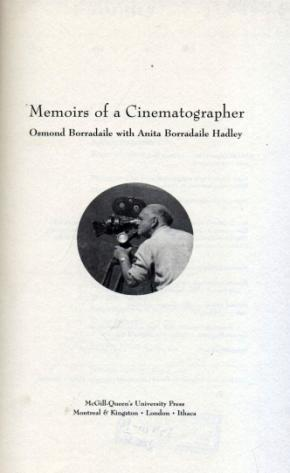 Memoirs of a Cinematographer
Osmond Borradaile with Anita Borradaile Hadley
McGill-Queen's University Press
Montreal & Kingston • London • Ithaca